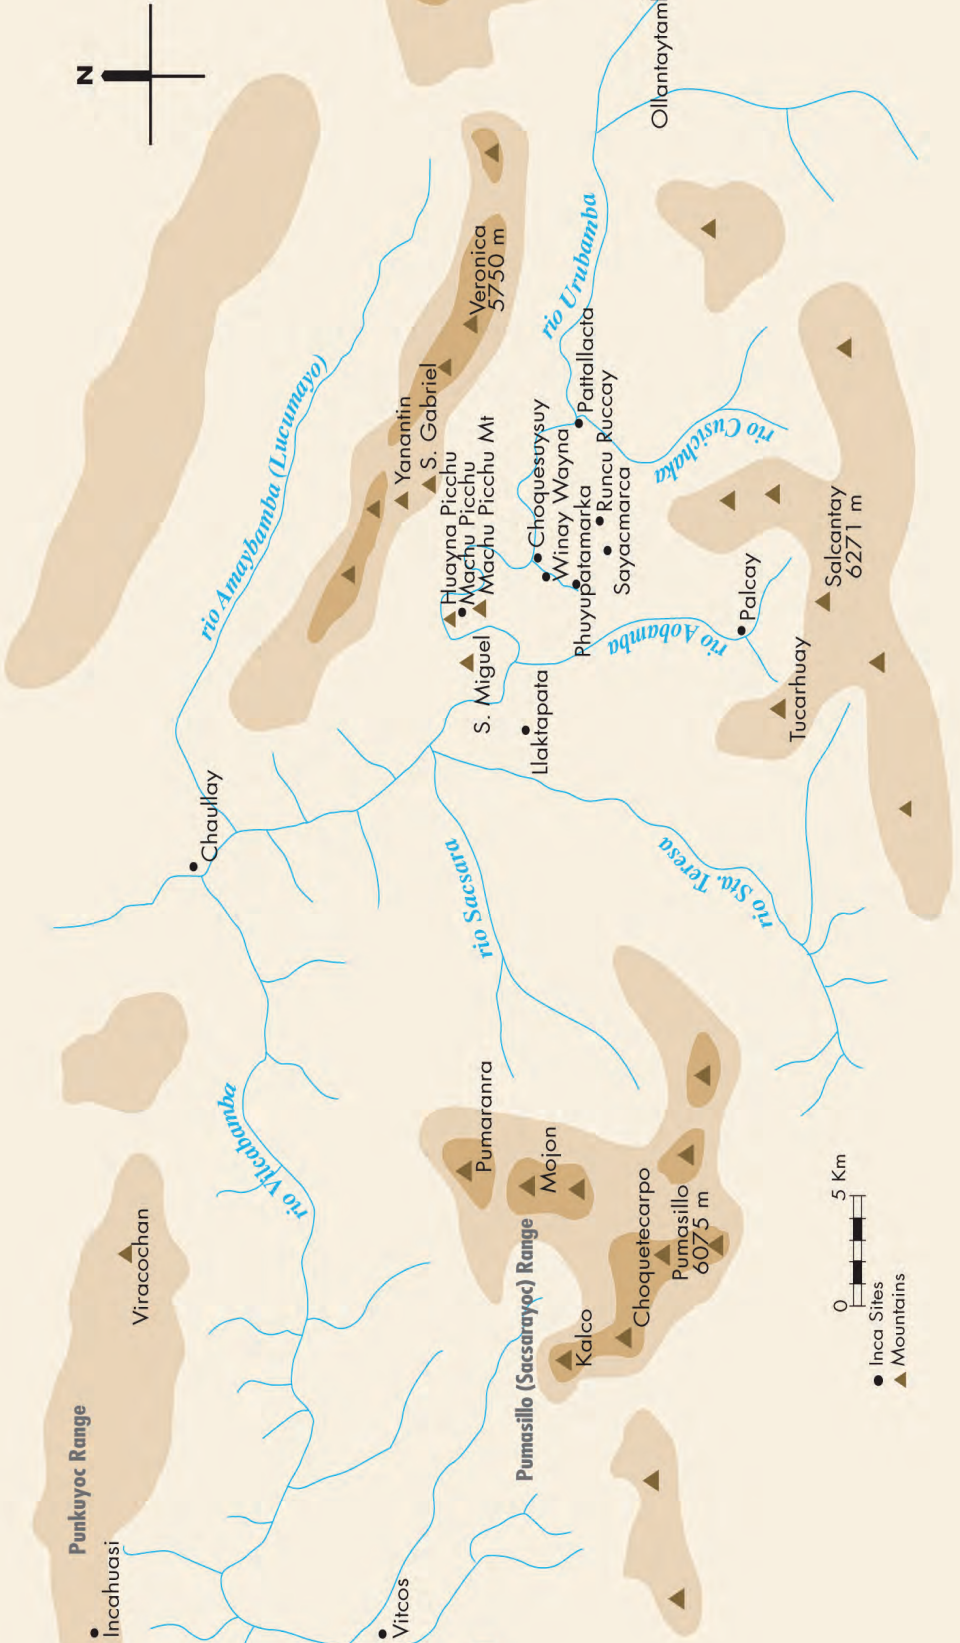 N
Ollantaytam
rio Amaybamba (Lucumayo)
Veronica
5750 m
rio Urubamba
Yanantin
S. Gabriel
Huayna Picchu
Machu Picchu
Machu Picchu Mt
Choquesuysuy
Winay Wayna
Pattallacta
Runcu Ruccay
Phuyupatamarka
Sayacmarca
rio Cusichaka
S. Miguel
Llaktapata
rio Aobamba
Palcay
Salcantay
6271 m
Tucarhuay
Chaullay
rio Sacsara
rio Sta. Teresa
rio Vilcabamba
Viracochan
Punkuyoc Range
Incahuasi
Vitcos
Pumaranra
Mojon
Pumasillo (Sacsarayoc) Range
Choquetecarpo
Pumasillo
6075 m
Kalco
0 5 Km
Inca Sites
Mountains